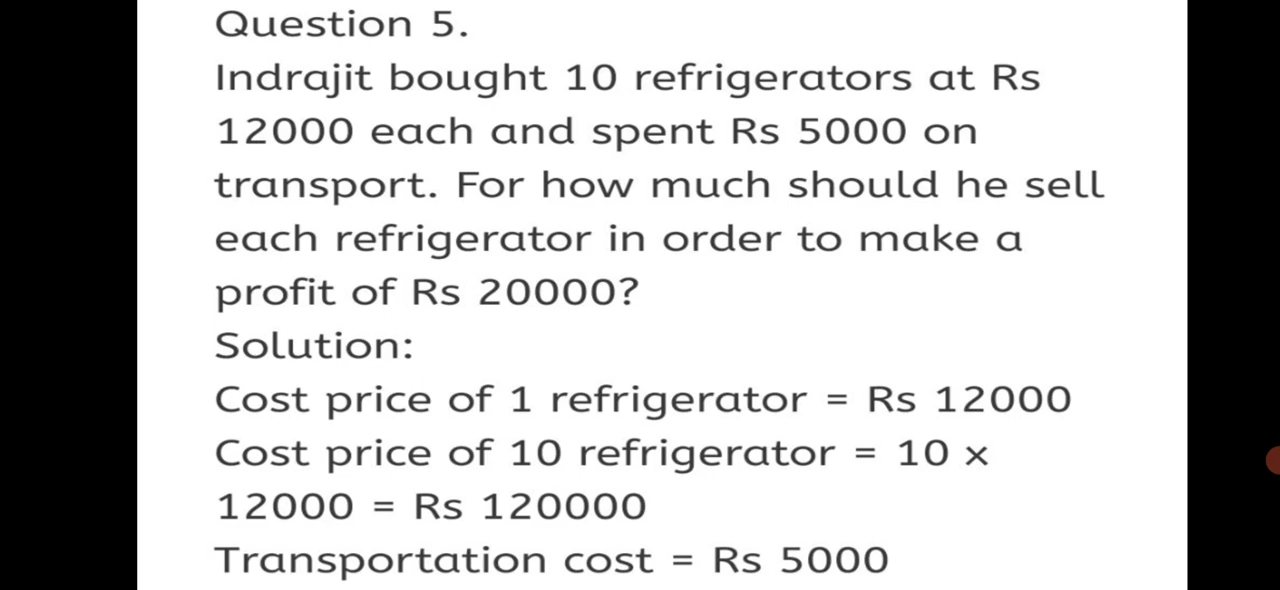 Question 5.
Indrajit bought 10 refrigerators at Rs
12000 each and spent Rs 5000 on
transport. For how much should he sell
each refrigerator in order to make a
profit of Rs 20000?
Solution:
Cost price of 1 refrigerator = Rs 12000
Cost price of 10 refrigerator = 10 ×
12000 = Rs 120000
Transportation cost = Rs 5000